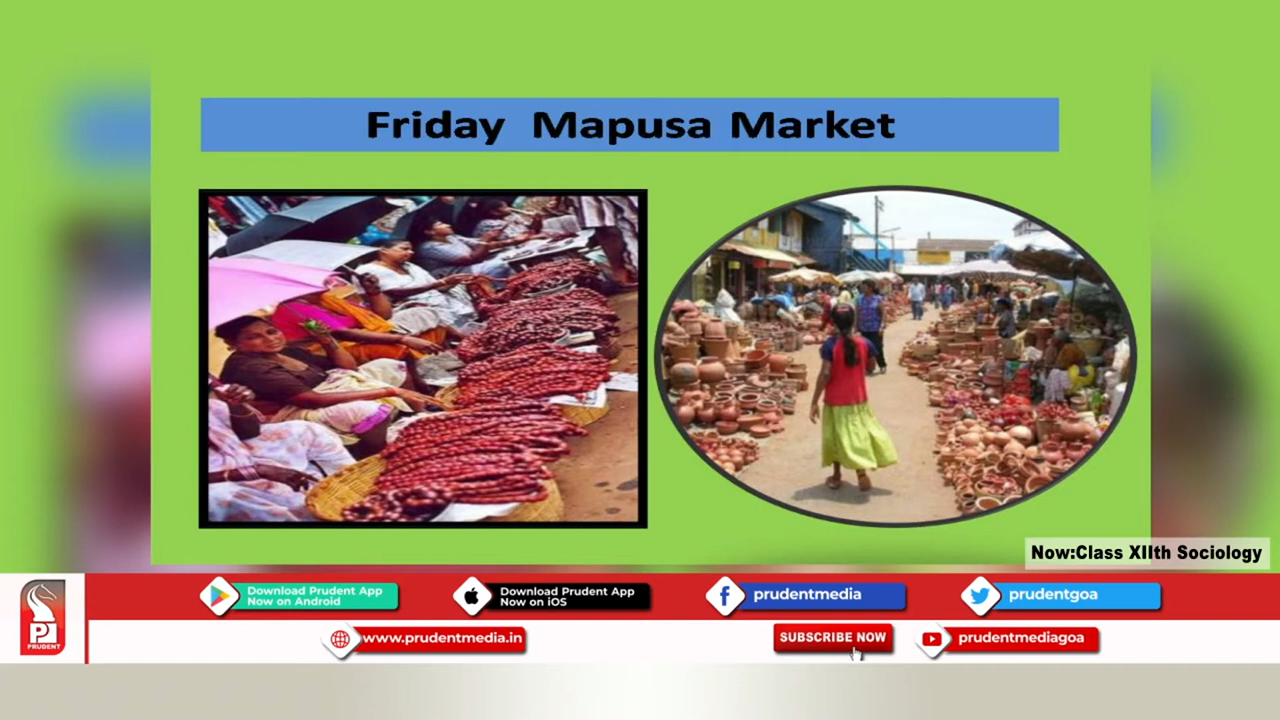 Friday Mapusa Market
Now:Class XIIth Sociology
Download Prudent App
Now on Android
Download Prudent App
Now on iOS
prudentmedia
prudentgoa
PRUDENT
www.prudentmedia.in
SUBSCRIBE NOW
prudentmediagoa